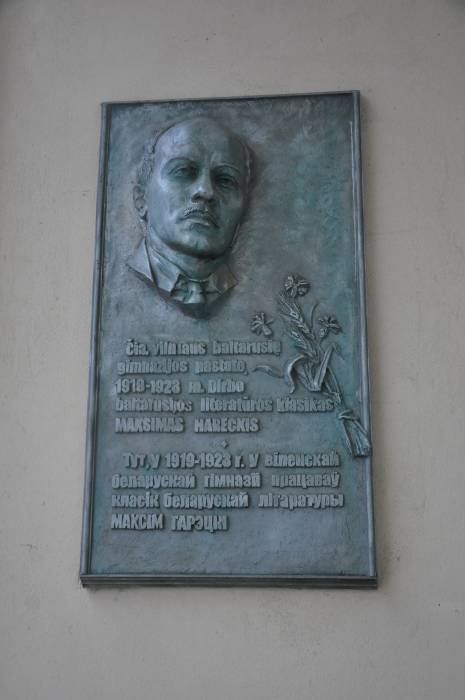 Čia, Vilniaus baltarusių
gimnazijos pastate,
1919-1923 m. Dirbo
baltarusijos literatūros klasikas
MAKSIMAS HARECKIS
Тут, У 1919-1923 г. У віленскай
беларускай гімназіі працаваў
класік беларускай літаратуры
МАКСІМ ГАРЭЦКІ